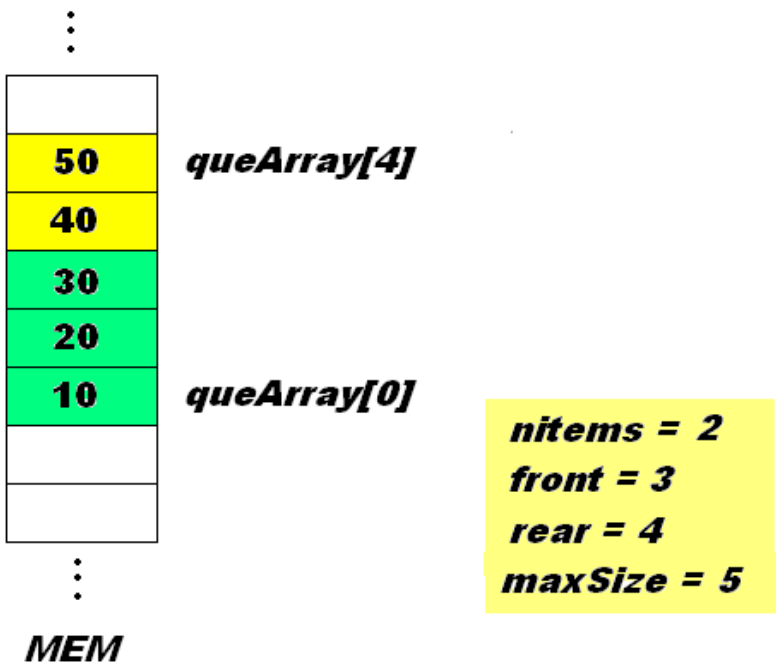 50 queArray[4]
40
30
20
10 queArray[0]
nitems = 2
front = 3
rear = 4
maxSize = 5
MEM